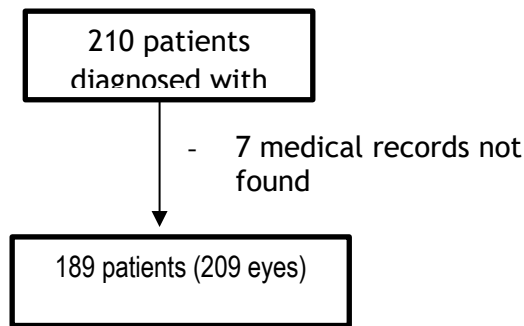 210 patients
diagnosed with
- 7 medical records not
found
189 patients (209 eyes)